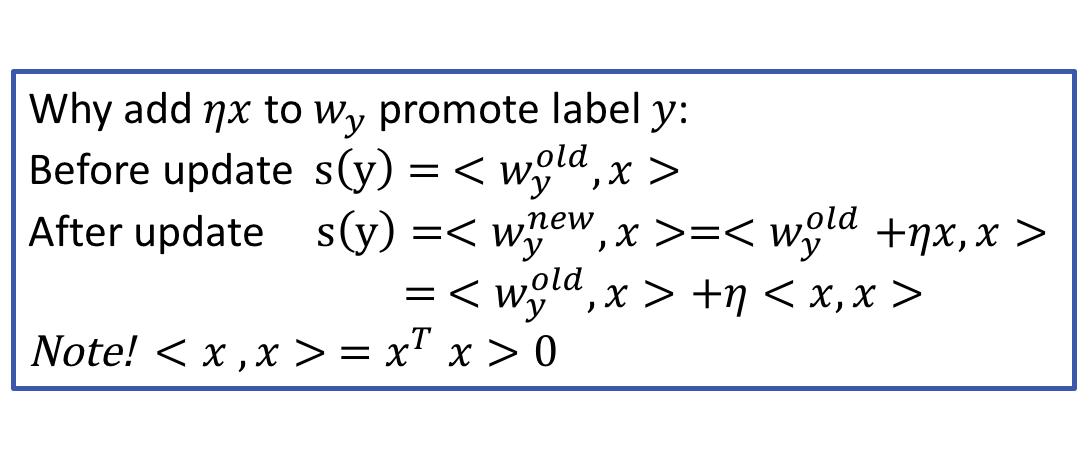 Why add 𝜂𝑥 to 𝑤_𝑦 promote label 𝑦:
Before update s(y) = < 𝑤_𝑦^𝑜𝑙𝑑, 𝑥 >
After update s(y) =< 𝑤_𝑦^𝑛𝑒𝑤, 𝑥 >=< 𝑤_𝑦^𝑜𝑙𝑑 +𝜂𝑥, 𝑥 >
= < 𝑤_𝑦^𝑜𝑙𝑑, 𝑥 > +𝜂 < 𝑥, 𝑥 >
Note! < 𝑥 , 𝑥 > = 𝑥^𝑇 𝑥 > 0